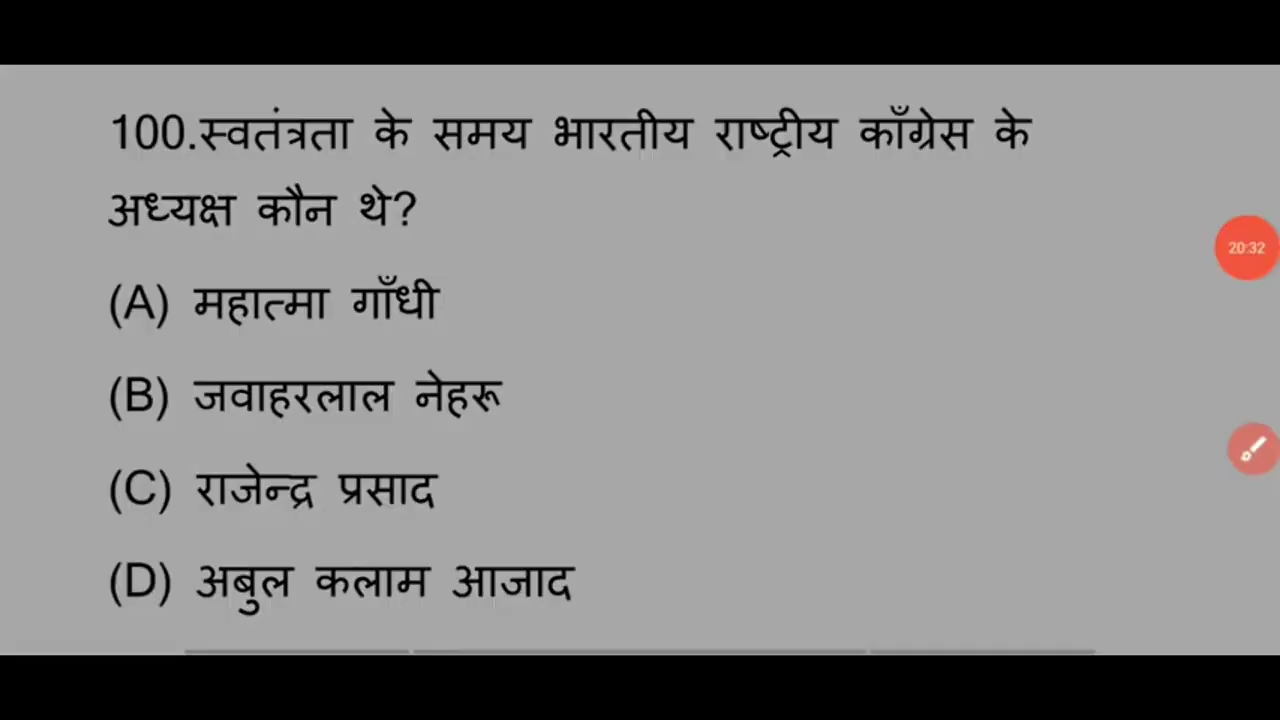 100.स्वतंत्रता के समय भारतीय राष्ट्रीय काँग्रेस के
अध्यक्ष कौन थे?
(A) महात्मा गाँधी
(B) जवाहरलाल नेहरू
(C) राजेन्द्र प्रसाद
(D) अबुल कलाम आजाद
20:32